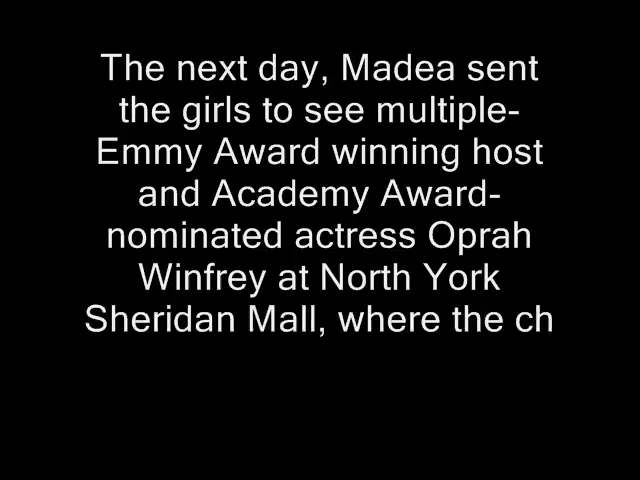 The next day, Madea sent
the girls to see multiple-
Emmy Award winning host
and Academy Award-
nominated actress Oprah
Winfrey at North York
Sheridan Mall, where the ch